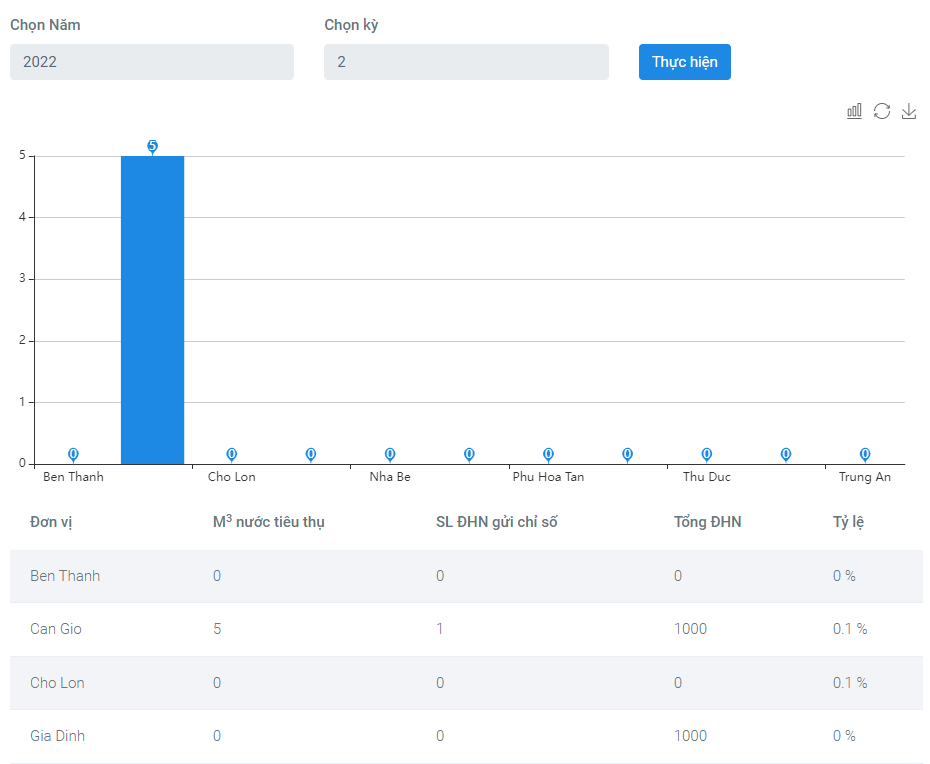 Chọn Năm Chọn kỳ
2022 2 Thực hiện
5
5
4
3
2
1
0 0 0 0 0 0 0 0 0 0
0
Ben Thanh Cho Lon Nha Be Phu Hoa Tan Thu Duc Trung An
Đơn vị M³ nước tiêu thụ SL ĐHN gửi chỉ số Tổng ĐHN Tỷ lệ
Ben Thanh 0 0 0 0 %
Can Gio 5 1 1000 0.1 %
Cho Lon 0 0 0 0.1 %
Gia Dinh 0 0 1000 0 %